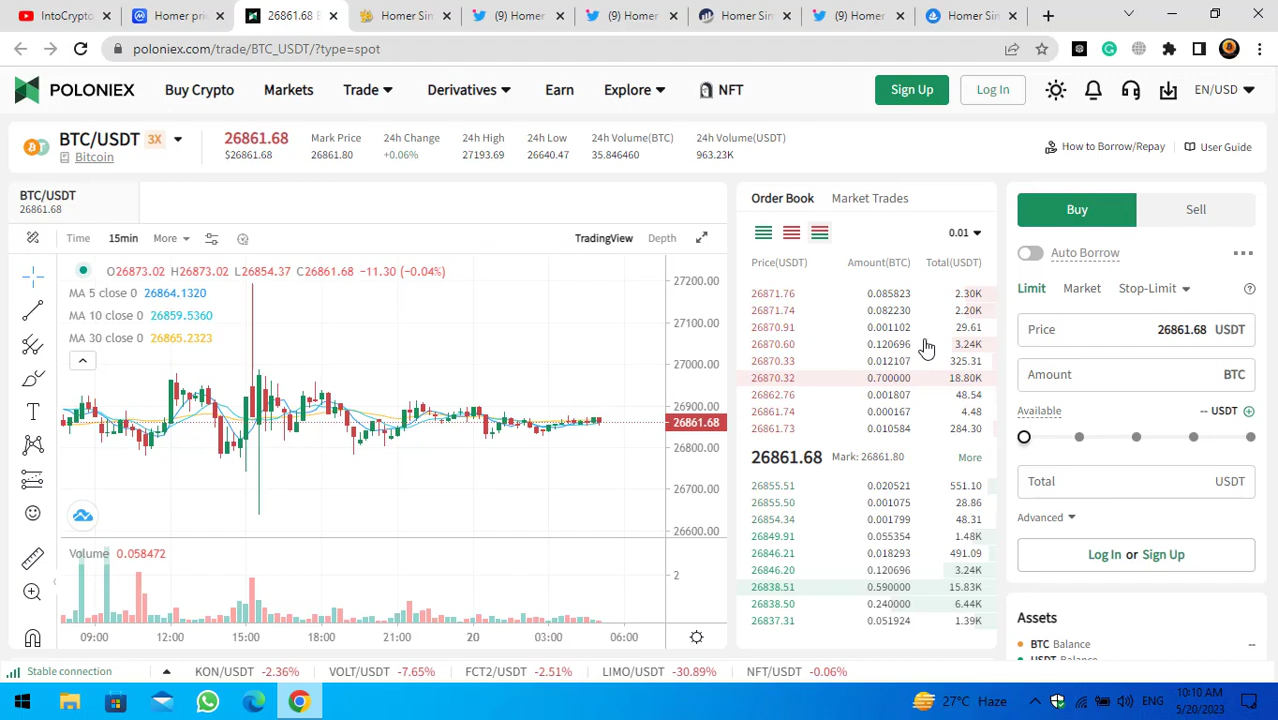 IntoCrypto
Homer pri
26861.68 B
Homer Sim
(9) Homer
(9) Homer
Homer Sim
(9) Home
Homer Sim
poloniex.com/trade/BTC_USDT/?type=spot
POLONIEX
Buy Crypto
Markets
Trade
Derivatives
Earn
Explore
NFT
Sign Up
Log In
EN/USD
BTC/USDT 3X
Bitcoin
26861.68
$26861.68
Mark Price
26861.80
24h Change
+0.06%
24h High
27193.69
24h Low
26640.47
24h Volume(BTC)
35.846460
24h Volume(USDT)
963.23K
How to Borrow/Repay
User Guide
BTC/USDT
26861.68
Time
15min
More
TradingView
Depth
O26873.02 H26873.02 L26854.37 C26861.68 -11.30 (-0.04%)
MA 5 close 0 26864.1320
MA 10 close 0 26859.5360
MA 30 close 0 26865.2323
27200.00
27100.00
27000.00
26900.00
26861.68
26800.00
26700.00
26600.00
Volume 0.058472
2
09:00
12:00
15:00
18:00
21:00
20
03:00
06:00
Order Book
Market Trades
0.01
Price(USDT) Amount(BTC) Total(USDT)
26871.76 0.085823 2.30K
26871.74 0.082230 2.20K
26870.91 0.001102 29.61
26870.60 0.120696 3.24K
26870.33 0.012107 325.31
26870.32 0.700000 18.80K
26862.76 0.001807 48.54
26861.74 0.000167 4.48
26861.73 0.010584 284.30
26861.68 Mark: 26861.80 More
26855.51 0.020521 551.10
26855.50 0.001075 28.86
26854.34 0.001799 48.31
26849.91 0.055354 1.48K
26846.21 0.018293 491.09
26846.20 0.120696 3.24K
26838.51 0.590000 15.83K
26838.50 0.240000 6.44K
26837.31 0.051924 1.39K
Buy
Sell
Auto Borrow
Limit
Market
Stop-Limit
Price 26861.68 USDT
Amount BTC
Available -- USDT
Total USDT
Advanced
Log In or Sign Up
Assets
BTC Balance --
USDT Balance
Stable connection
KON/USDT -2.36%
VOLT/USDT -7.65%
FCT2/USDT -2.51%
LIMO/USDT -30.89%
NFT/USDT -0.06%
27°C Haze
ENG
10:10 AM
5/20/2023